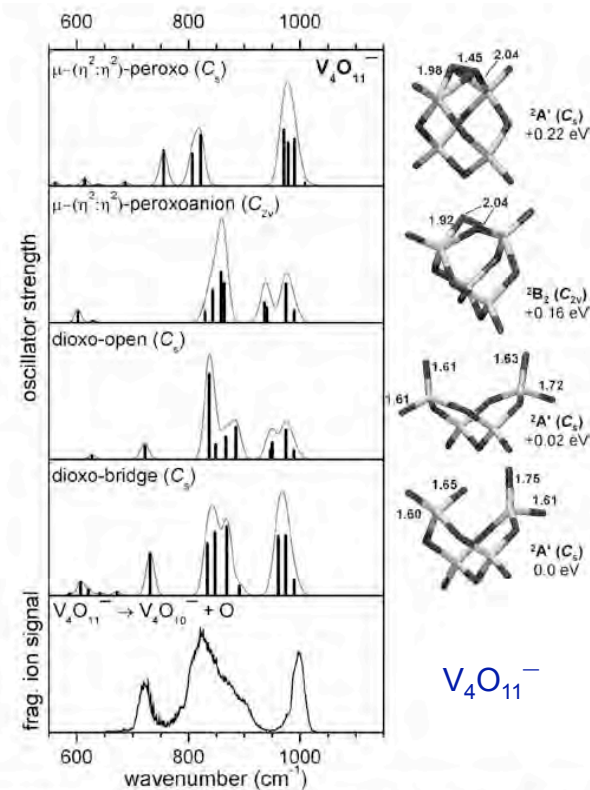 600 800 1000
μ-(η²:η²)-peroxo (Cₛ) V₄O₁₁⁻
μ-(η²:η²)-peroxoanion (C₂ᵥ)
dioxo-open (Cₛ)
dioxo-bridge (Cₛ)
V₄O₁₁⁻ → V₄O₁₀⁻ + O
oscillator strength
frag. ion signal
600 800 1000
wavenumber (cm⁻¹)
1.98 1.45 2.04
²A' (Cₛ)
+0.22 eV
1.92 2.04
²B₂ (C₂ᵥ)
+0.16 eV
1.61 1.63
1.61 1.72
²A' (Cₛ)
+0.02 eV
1.65 1.75
1.60 1.61
²A' (Cₛ)
0.0 eV
V₄O₁₁⁻